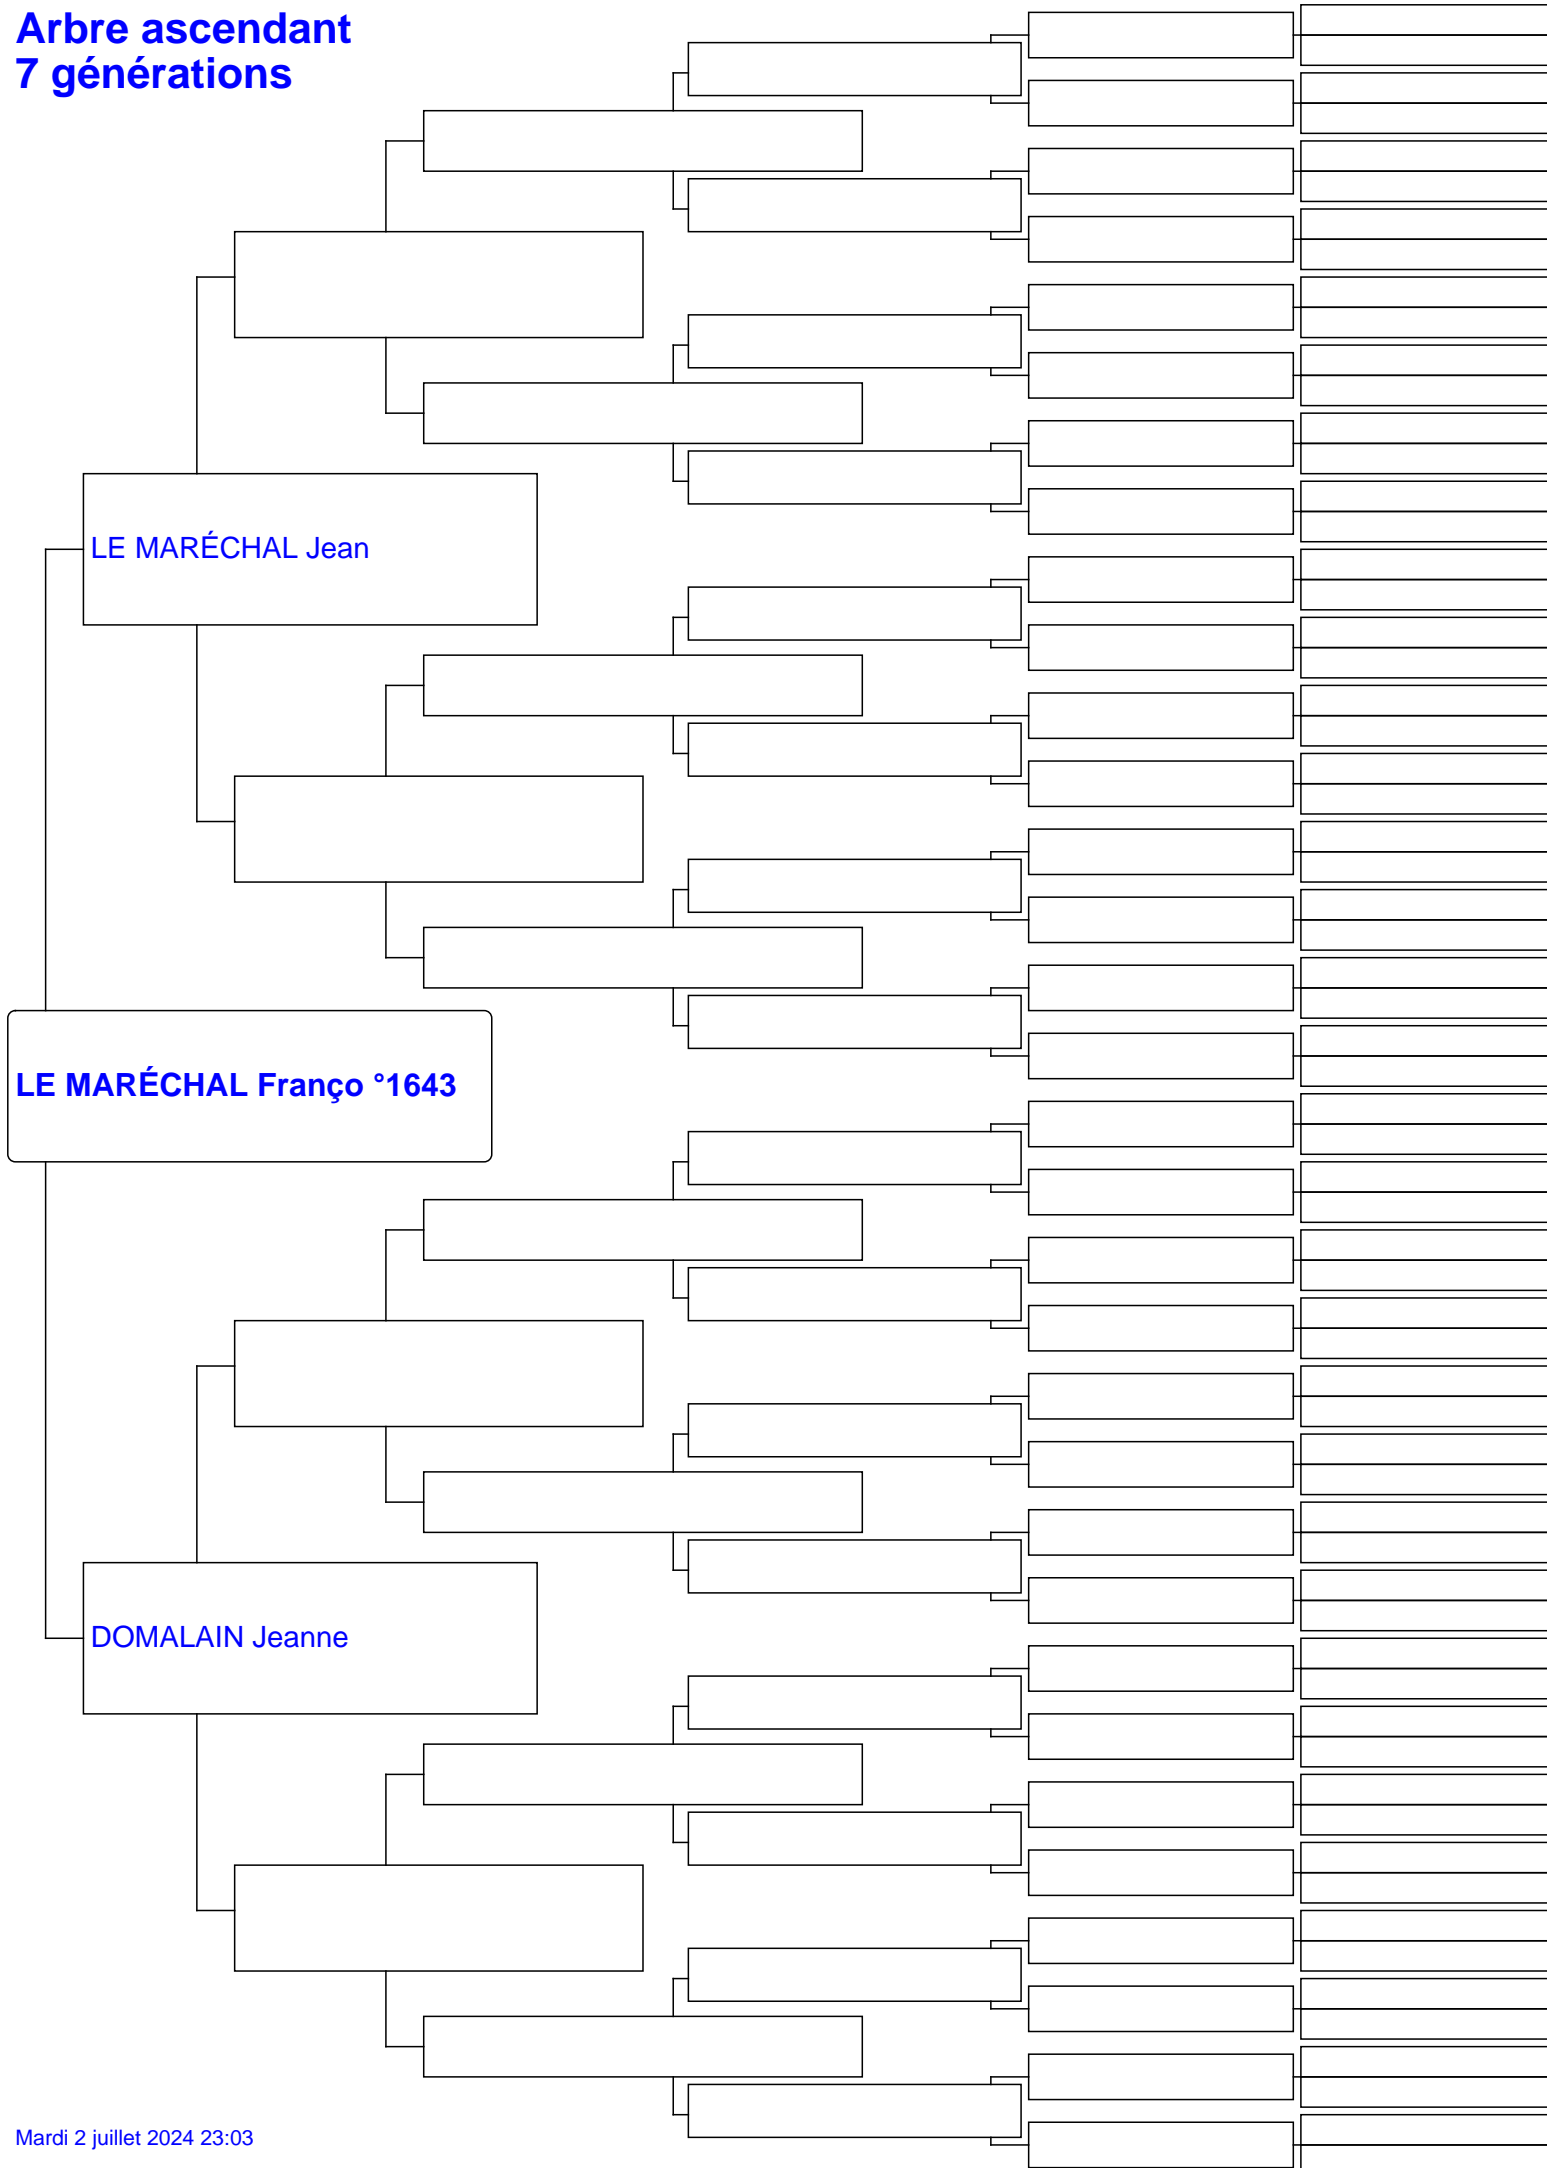 Arbre ascendant
7 générations
LE MARÉCHAL Jean
LE MARÉCHAL Franço °1643
DOMALAIN Jeanne
Mardi 2 juillet 2024 23:03